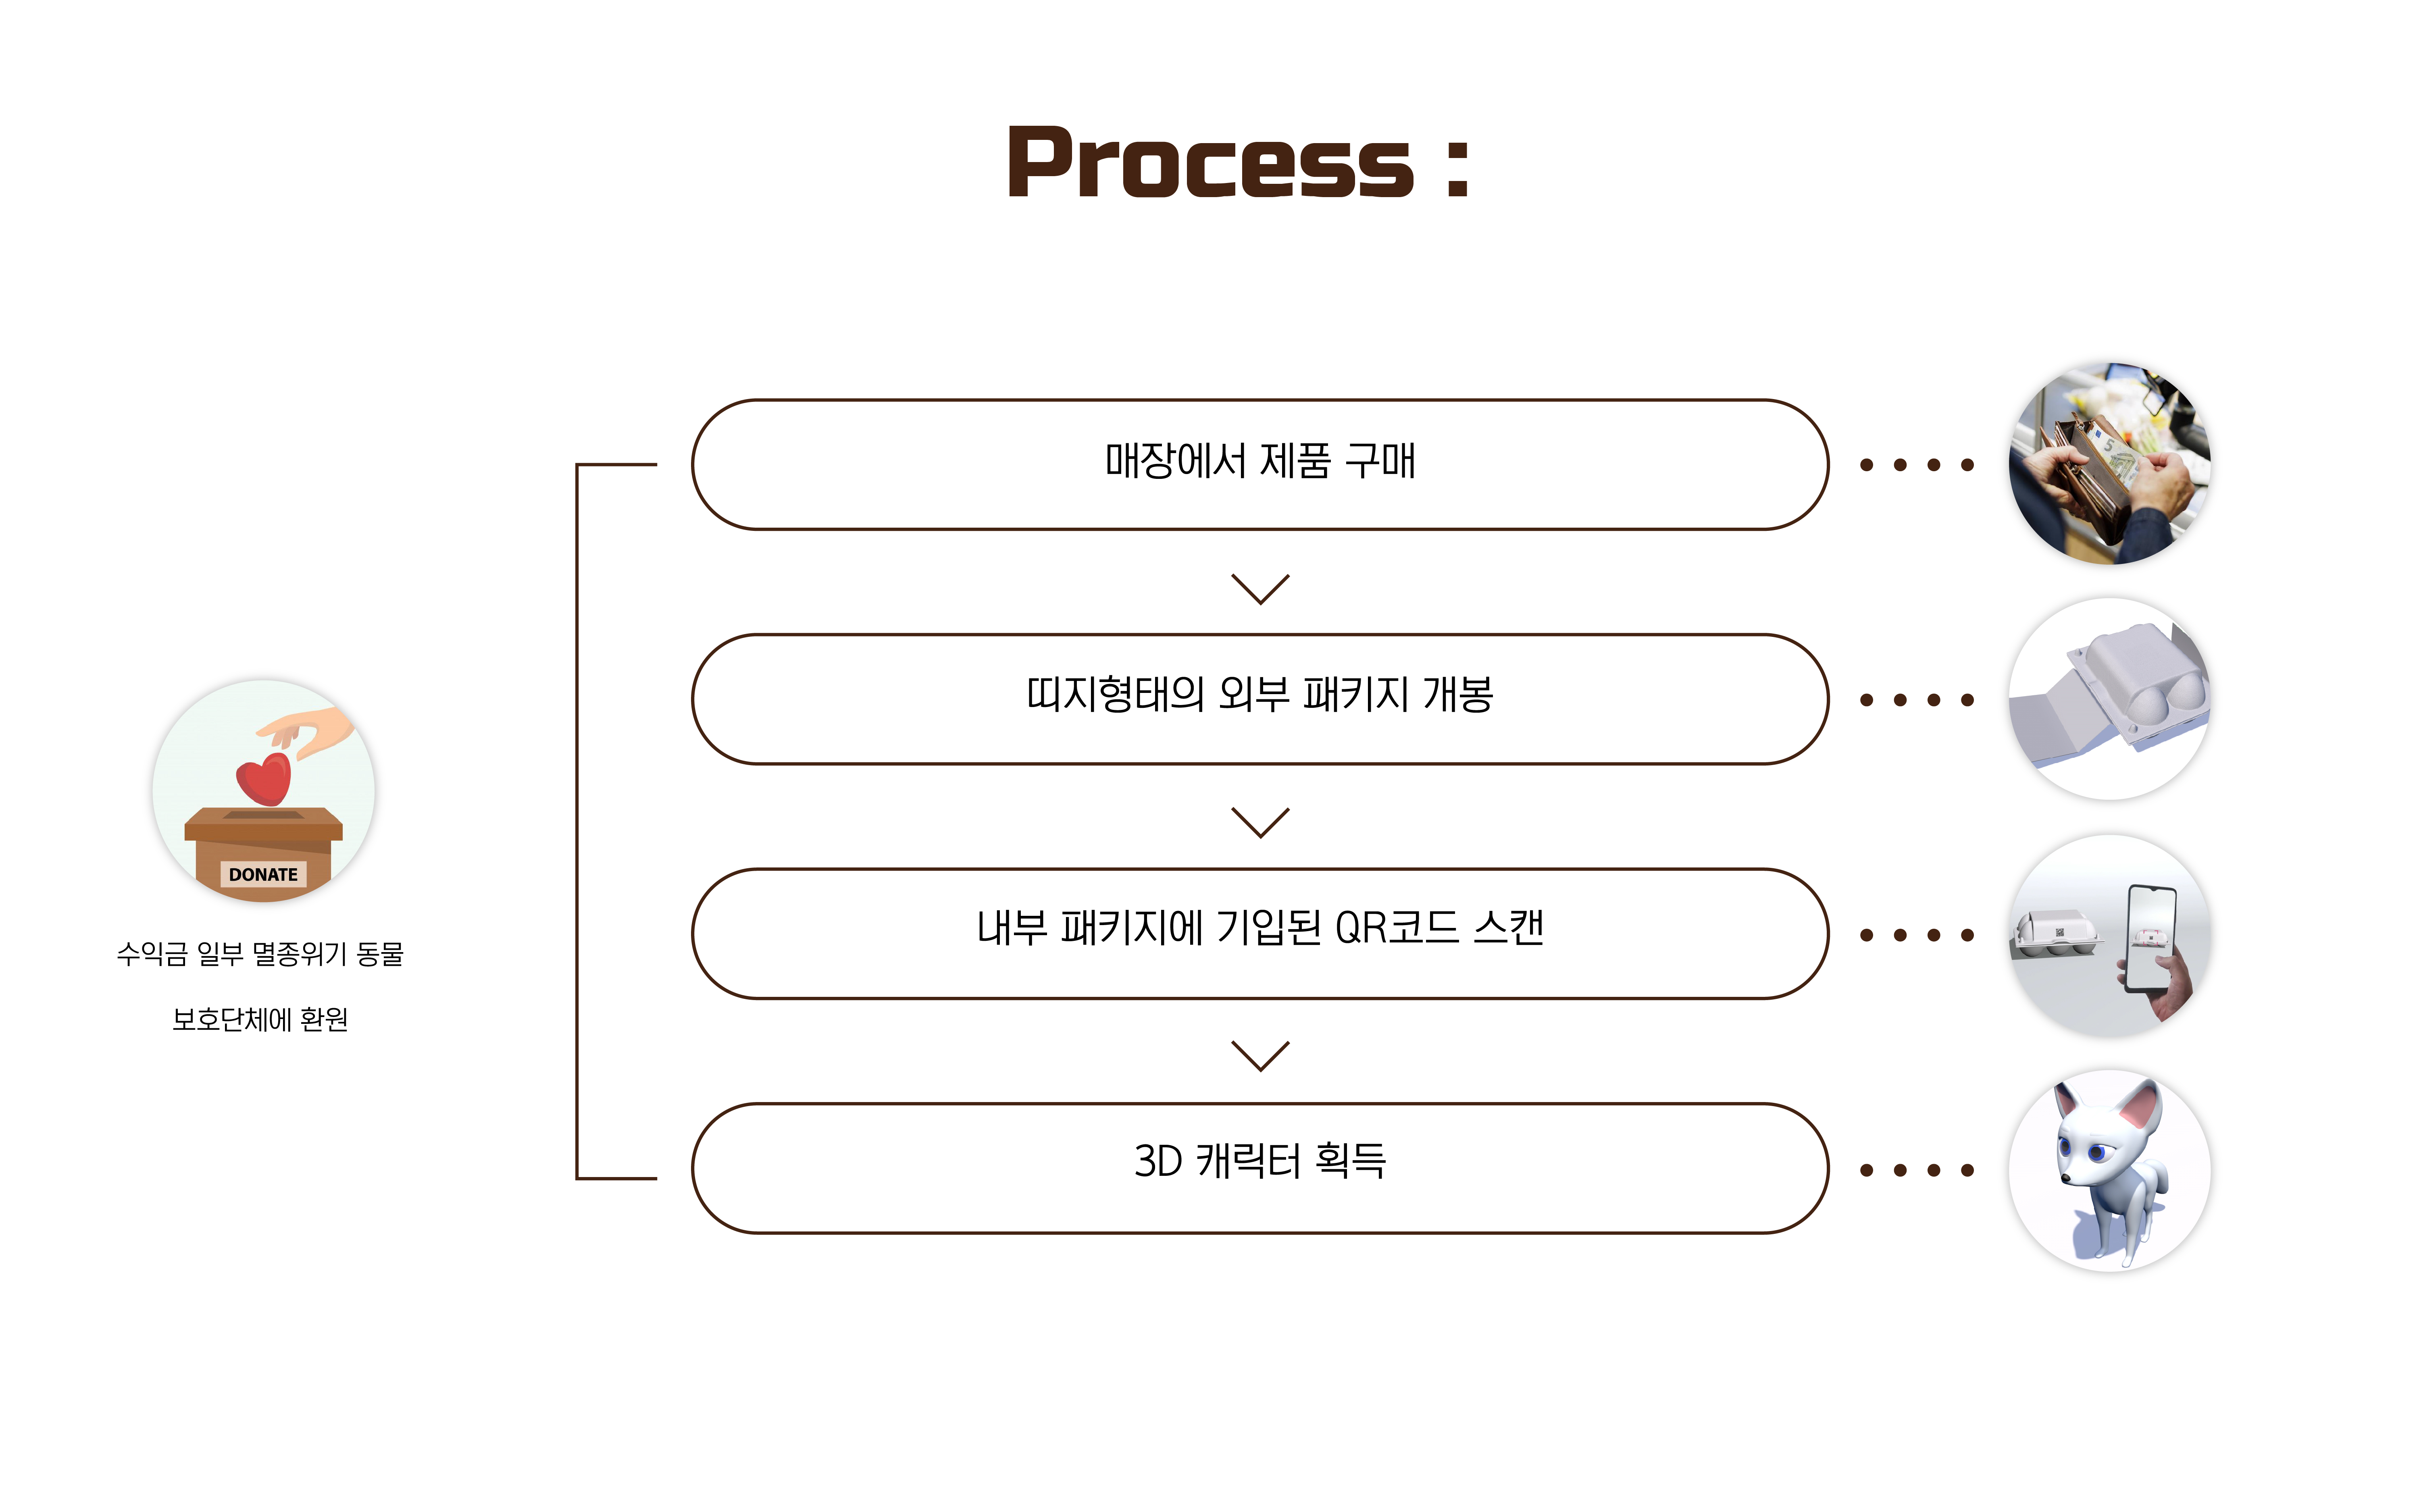 Process :
매장에서 제품 구매
띠지형태의 외부 패키지 개봉
내부 패키지에 기입된 QR코드 스캔
3D 캐릭터 획득
DONATE
수익금 일부 멸종위기 동물
보호단체에 환원
5